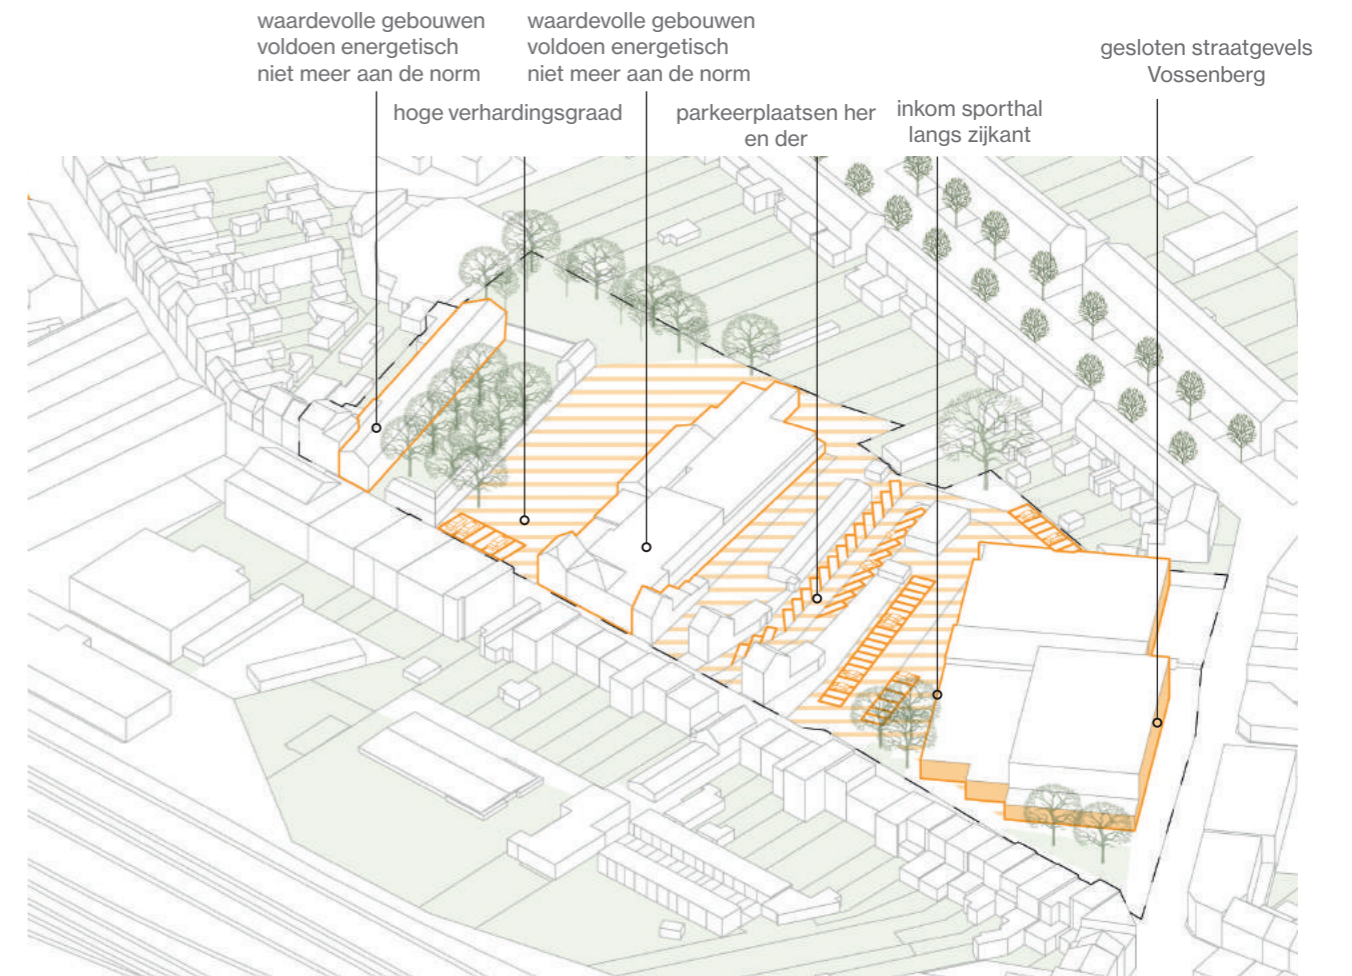 waardevolle gebouwen
voldoen energetisch
niet meer aan de norm
waardevolle gebouwen
voldoen energetisch
niet meer aan de norm
gesloten straatgevels
Vossenberg
hoge verhardingsgraad
parkeerplaatsen her
en der
inkom sporthal
langs zijkant